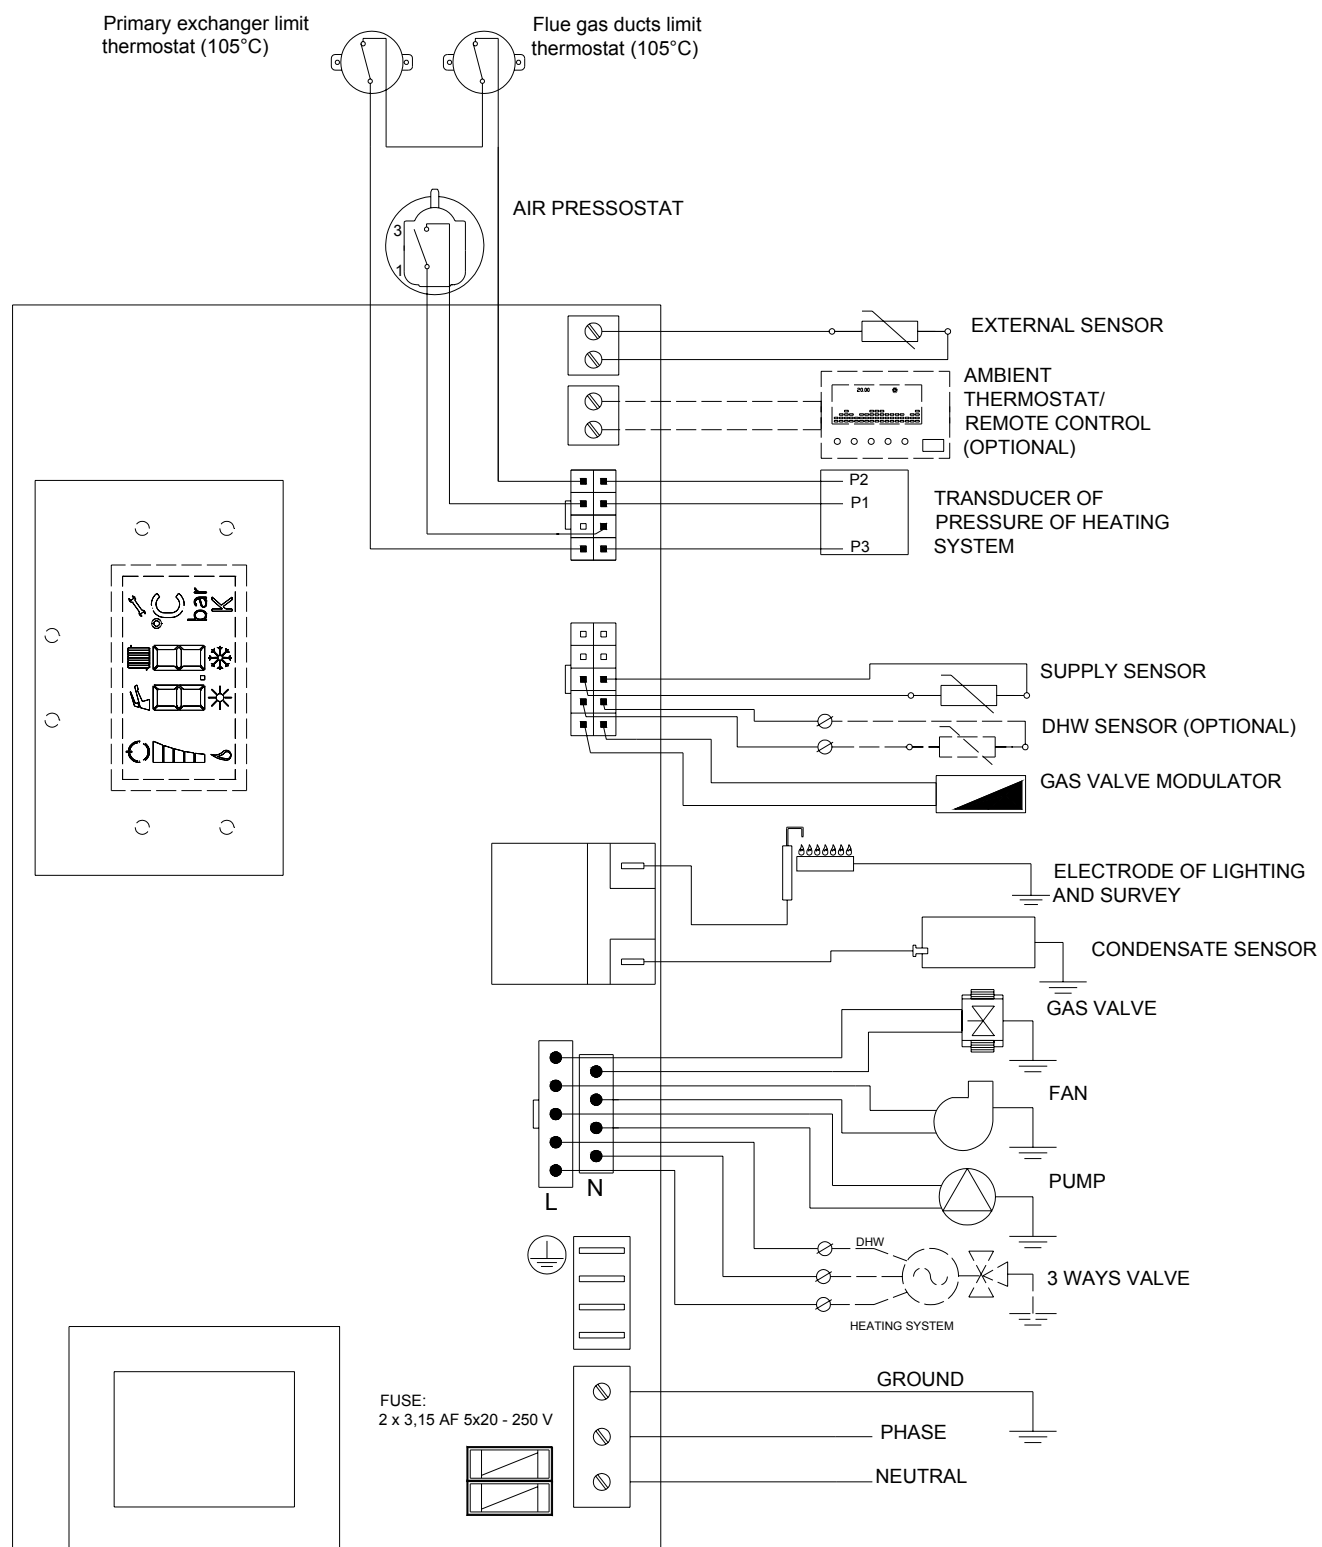 Primary exchanger limit
thermostat (105°C)
Flue gas ducts limit
thermostat (105°C)
AIR PRESSOSTAT
3
1
EXTERNAL SENSOR
AMBIENT
THERMOSTAT/
REMOTE CONTROL
(OPTIONAL)
20.00
P2
P1
P3
TRANSDUCER OF
PRESSURE OF HEATING
SYSTEM
°C
bar
K
SUPPLY SENSOR
DHW SENSOR (OPTIONAL)
GAS VALVE MODULATOR
ELECTRODE OF LIGHTING
AND SURVEY
CONDENSATE SENSOR
GAS VALVE
FAN
PUMP
L
N
DHW
3 WAYS VALVE
HEATING SYSTEM
GROUND
FUSE:
2 x 3,15 AF 5x20 - 250 V
PHASE
NEUTRAL